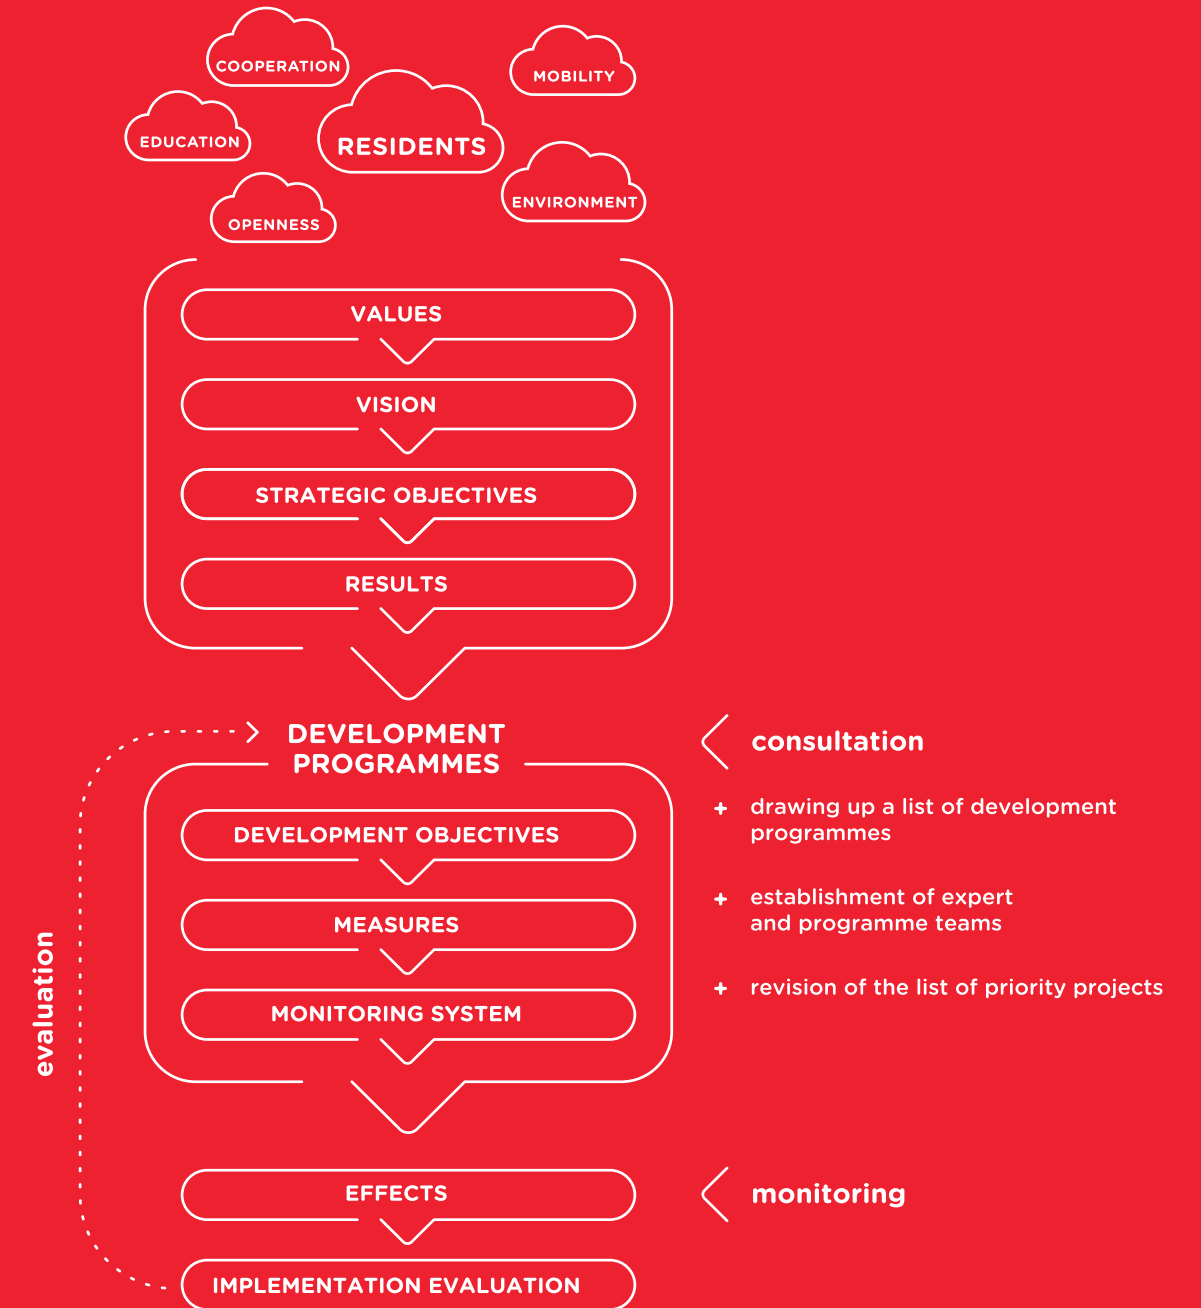 COOPERATION
MOBILITY
EDUCATION
RESIDENTS
ENVIRONMENT
OPENNESS
VALUES
VISION
STRATEGIC OBJECTIVES
RESULTS
DEVELOPMENT
PROGRAMMES
consultation
+ drawing up a list of development
programmes
+ establishment of expert
and programme teams
+ revision of the list of priority projects
DEVELOPMENT OBJECTIVES
MEASURES
MONITORING SYSTEM
evaluation
EFFECTS
monitoring
IMPLEMENTATION EVALUATION